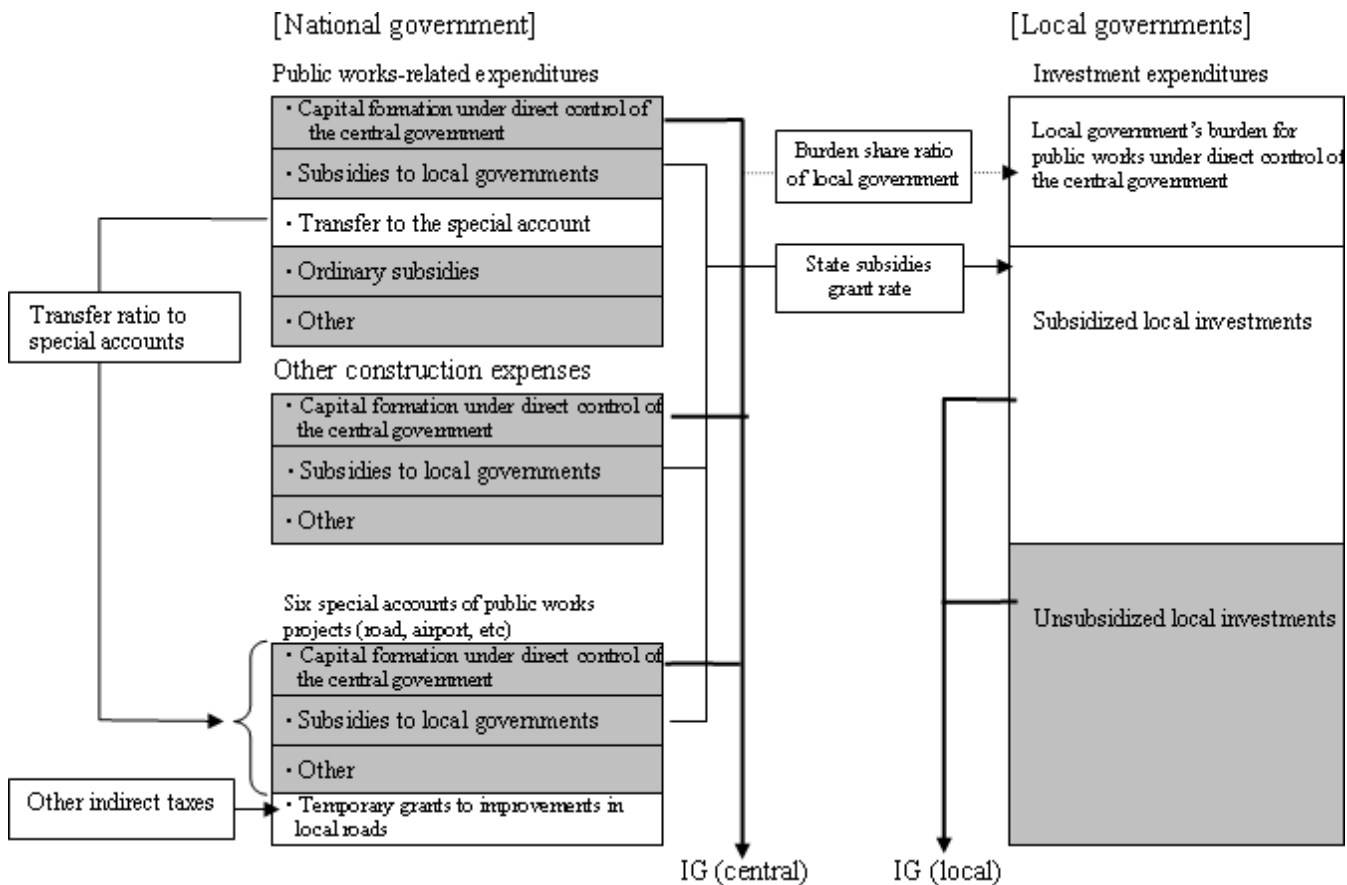 [National government]
[Local governments]
Public works-related expenditures
・Capital formation under direct control of
the central government
・Subsidies to local governments
・Transfer to the special account
・Ordinary subsidies
・Other
Other construction expenses
・Capital formation under direct control of
the central government
・Subsidies to local governments
・Other
Six special accounts of public works
projects (road, airport, etc)
・Capital formation under direct control of
the central government
・Subsidies to local governments
・Other
・Temporary grants to improvements in
local roads
Transfer ratio to
special accounts
Other indirect taxes
Burden share ratio
of local government
State subsidies
grant rate
Investment expenditures
Local government's burden for
public works under direct control of
the central government
Subsidized local investments
Unsubsidized local investments
IG (central)
IG (local)